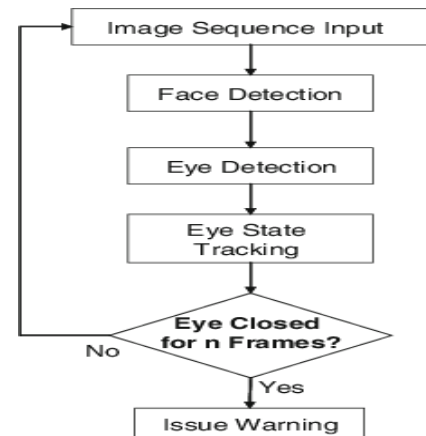 Image Sequence Input
Face Detection
Eye Detection
Eye State
Tracking
Eye Closed
for n Frames?
No
Yes
Issue Warning